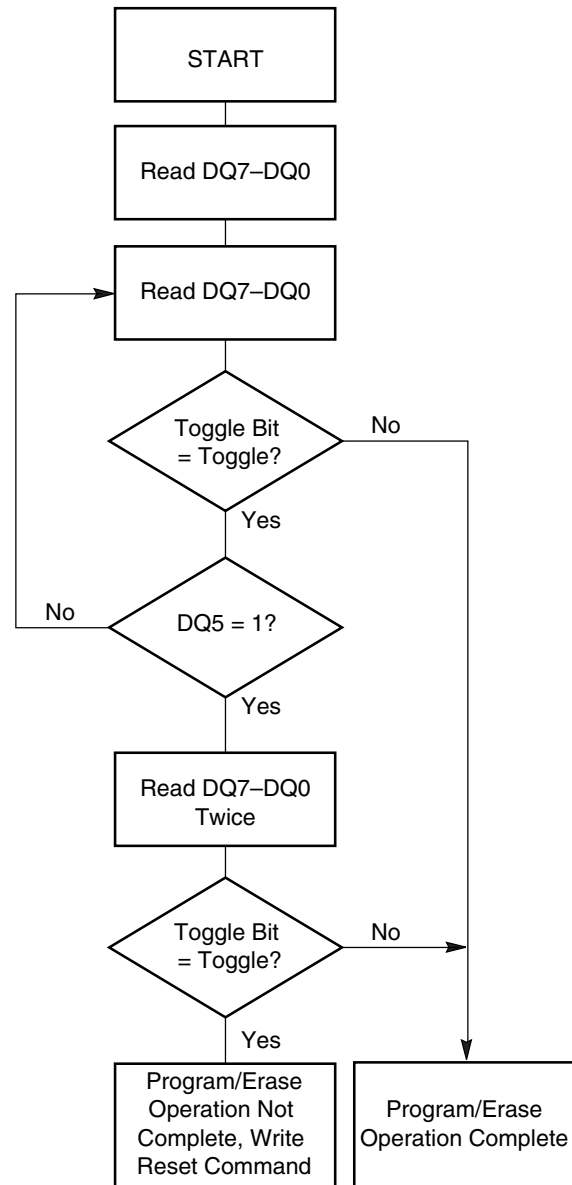 START
Read DQ7–DQ0
Read DQ7–DQ0
Toggle Bit
= Toggle?
No
Yes
No
DQ5 = 1?
Yes
Read DQ7–DQ0
Twice
Toggle Bit
= Toggle?
No
Yes
Program/Erase
Operation Not
Complete, Write
Reset Command
Program/Erase
Operation Complete